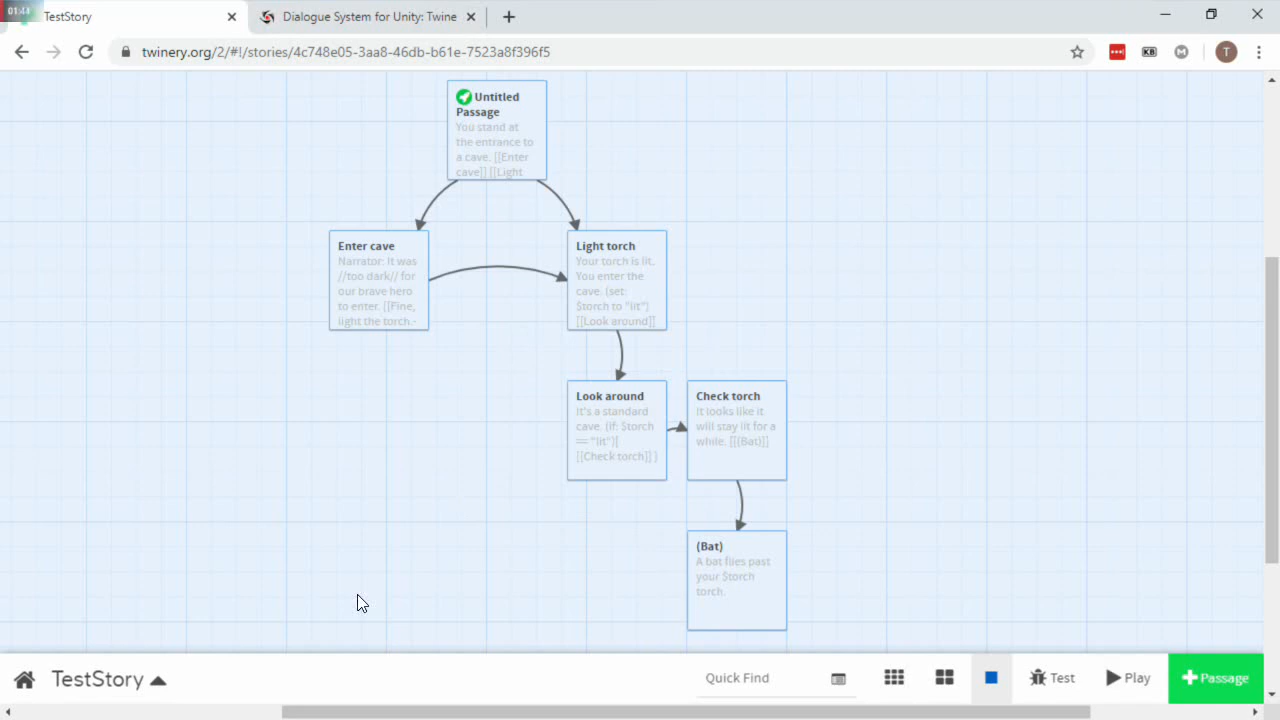 01:44
TestStory
Dialogue System for Unity: Twine
twinery.org/2/#!/stories/4c748e05-3aa8-46db-b61e-7523a8f396f5
KB
M
T
Untitled
Passage
You stand at
the entrance to
a cave. [[Enter
cave]] [[Light
Enter cave
Narrator: It was
//too dark// for
our brave hero
to enter. [[Fine,
light the torch.-
Light torch
Your torch is lit.
You enter the
cave. (set:
$torch to "lit")
[[Look around]]
Look around
It's a standard
cave. (if: $torch
== "lit")[
[[Check torch]] ]
Check torch
It looks like it
will stay lit for a
while. [[(Bat)]]
(Bat)
A bat flies past
your $torch
torch.
TestStory
Quick Find
Test
Play
Passage